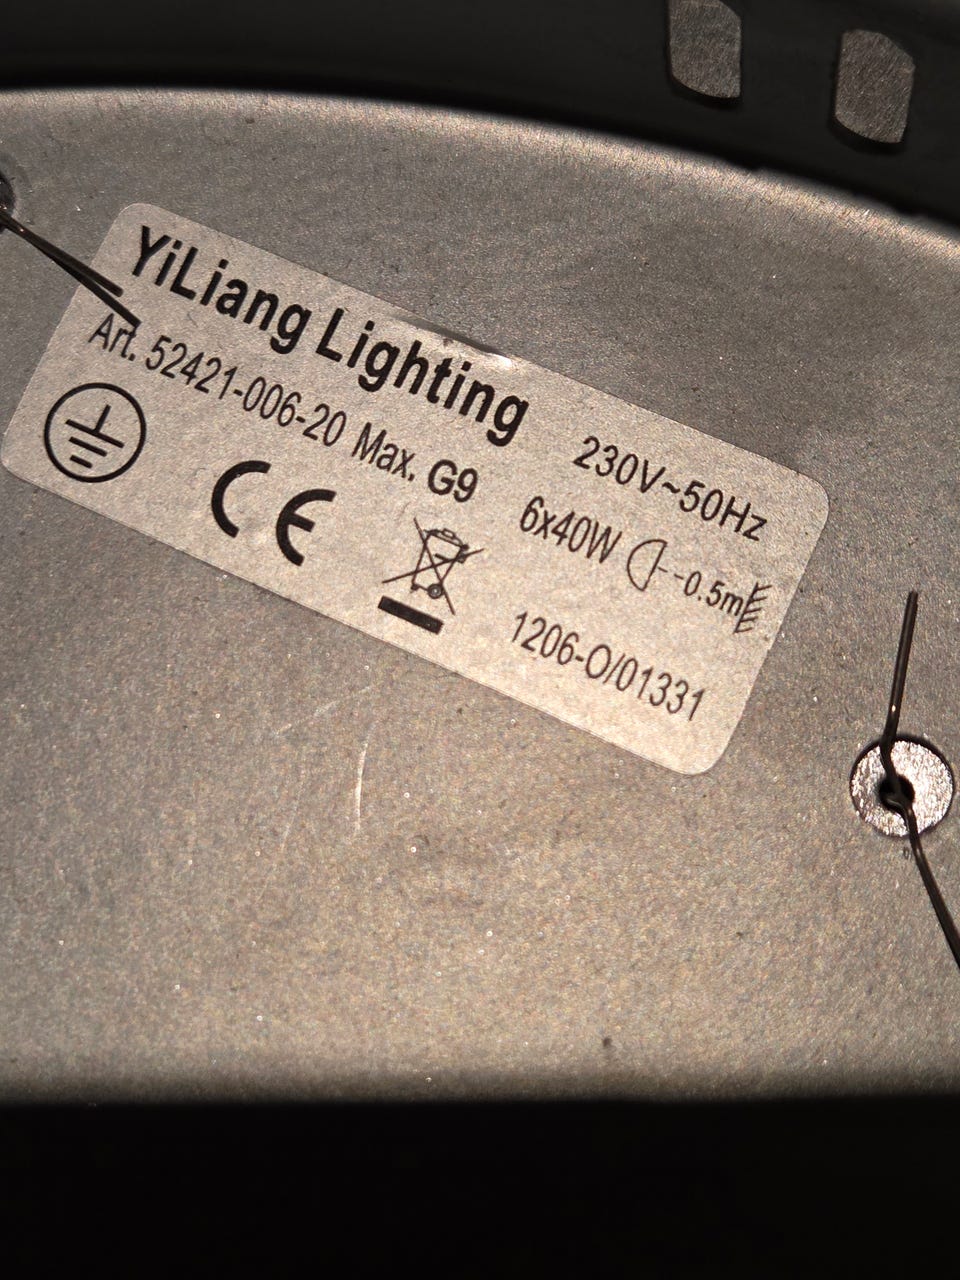 YiLiang Lighting
230V~50Hz
Art. 52421-006-20 Max. G9 6x40W
0.5m
CE
1206-O/01331